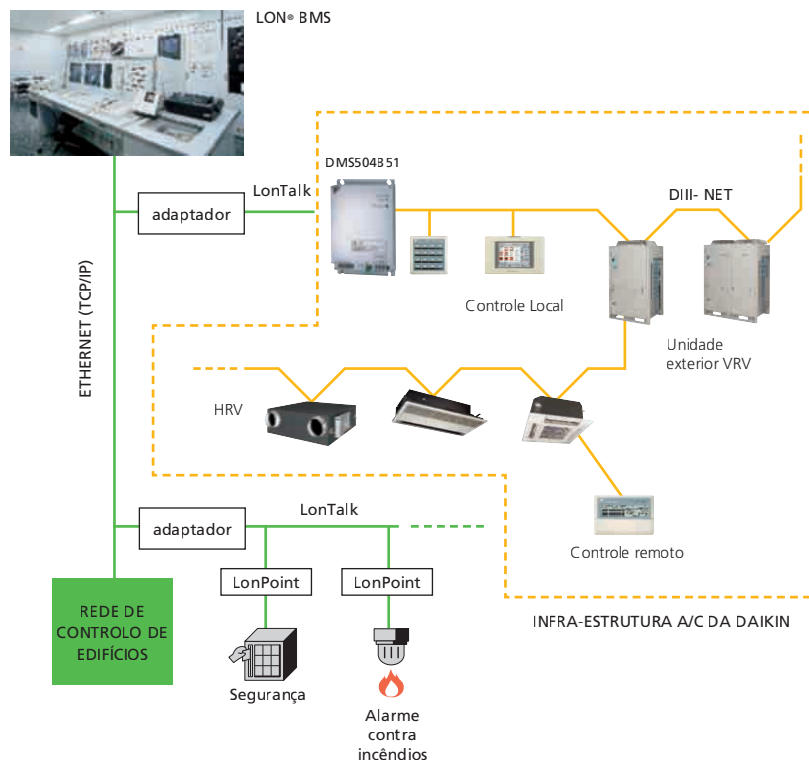 LON® BMS
DMS504B51
LonTalk
adaptador
DIII- NET
ETHERNET (TCP/IP)
Controle Local
Unidade
exterior VRV
HRV
LonTalk
adaptador
Controle remoto
LonPoint
LonPoint
REDE DE
CONTROLO DE
EDIFÍCIOS
INFRA-ESTRUTURA A/C DA DAIKIN
Segurança
Alarme
contra
incêndios